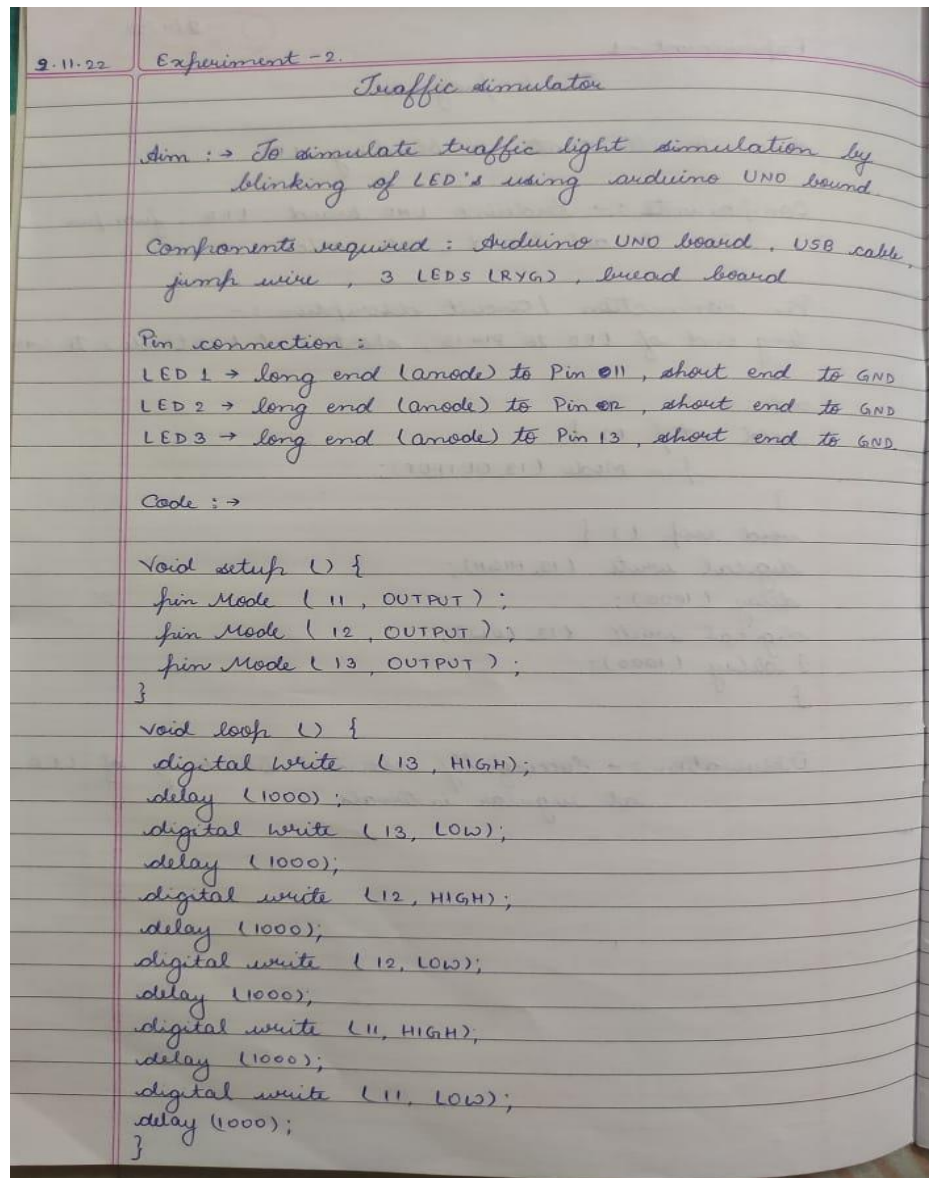 9.11.22 Experiment - 2.
Traffic simulator
Aim : → To simulate traffic light simulation by
blinking of LED's using arduino UNO bound
Components required : Arduino UNO board , USB cable,
jump wire , 3 LEDS (RYG) , bread board
Pin connection :
LED 1 → long end (anode) to Pin 11 , short end to GND
LED 2 → long end (anode) to Pin 12 , short end to GND
LED 3 → long end (anode) to Pin 13 , short end to GND
Code : →
Void setup () {
pin Mode ( 11 , OUTPUT ) ;
pin Mode ( 12 , OUTPUT ) ;
pin Mode ( 13 , OUTPUT ) ;
}
void loop () {
digital write (13 , HIGH);
delay (1000) ;
digital write (13, LOW);
delay (1000);
digital write (12, HIGH) ;
delay (1000);
digital write (12, LOW);
delay (1000);
digital write (11, HIGH);
delay (1000);
digital write (11, LOW);
delay (1000);
}